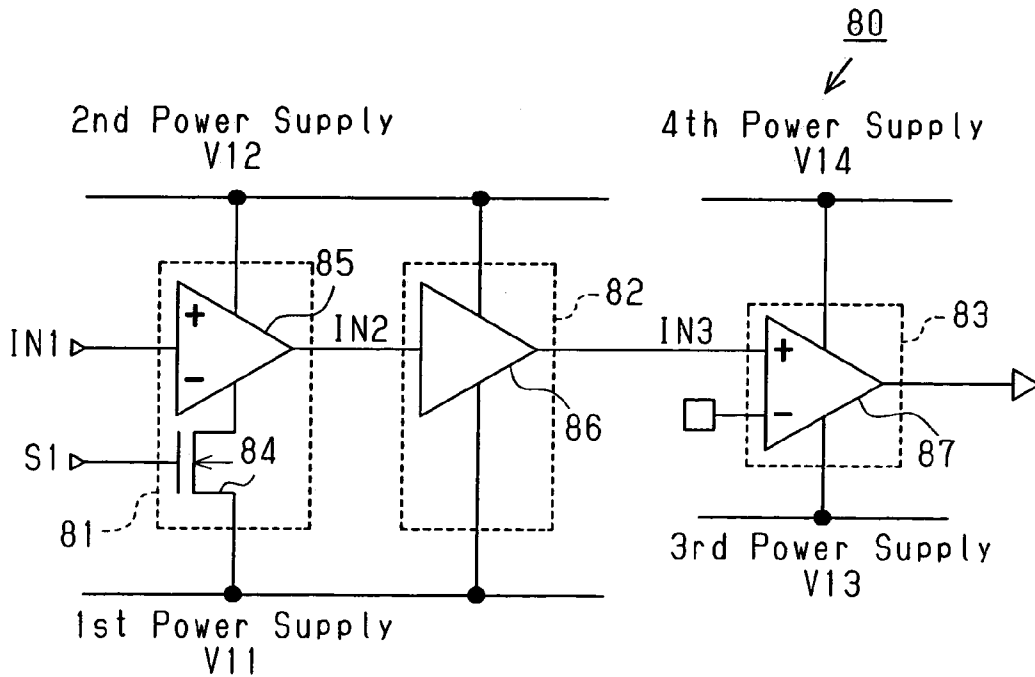 80
2nd Power Supply
V12
4th Power Supply
V14
85
82
83
IN1
+
-
IN2
IN3
+
-
86
87
S1
84
81
3rd Power Supply
V13
1st Power Supply
V11